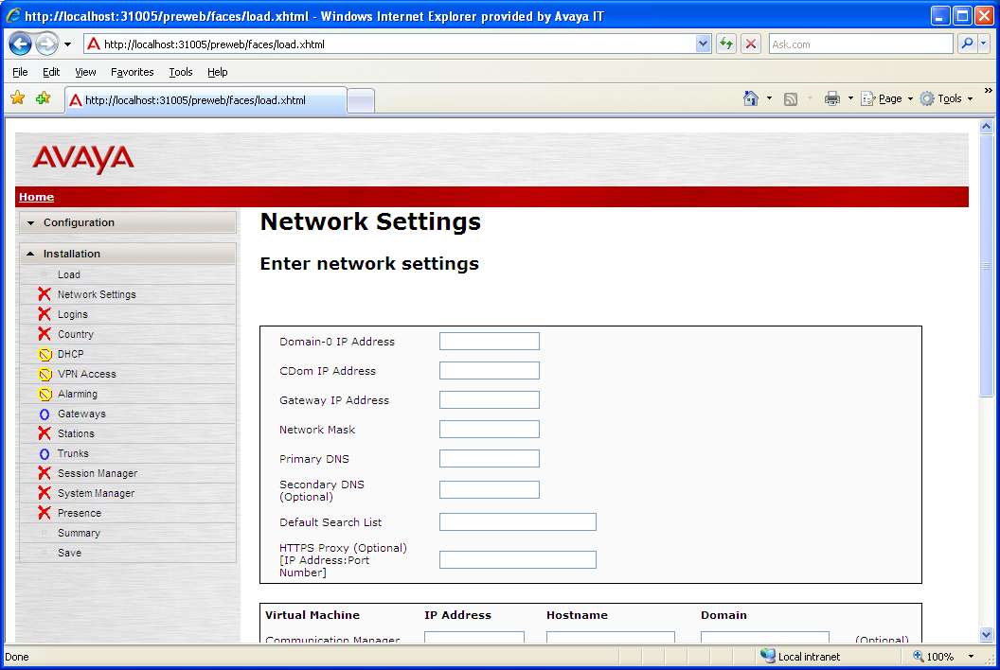 http://localhost:31005/preweb/faces/load.xhtml - Windows Internet Explorer provided by Avaya IT
http://localhost:31005/preweb/faces/load.xhtml
Ask.com
File Edit View Favorites Tools Help
http://localhost:31005/preweb/faces/load.xhtml
Page Tools »
AVAYA
Home
Configuration
Installation
Load
Network Settings
Logins
Country
DHCP
VPN Access
Alarming
Gateways
Stations
Trunks
Session Manager
System Manager
Presence
Summary
Save
Network Settings
Enter network settings
Domain-0 IP Address
CDom IP Address
Gateway IP Address
Network Mask
Primary DNS
Secondary DNS
(Optional)
Default Search List
HTTPS Proxy (Optional)
[IP Address:Port
Number]
Virtual Machine IP Address Hostname Domain
Communication Manager (Optional)
Done Local intranet 100%